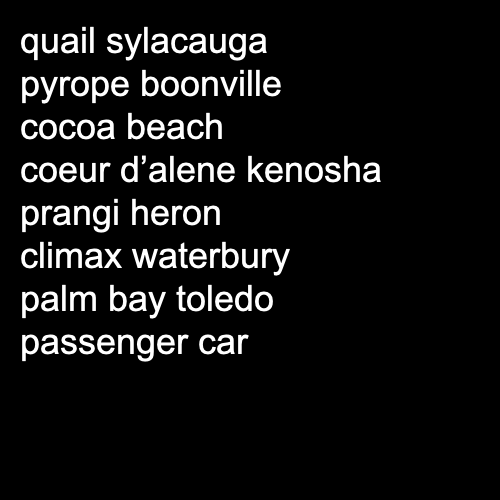 quail sylacauga
pyrope boonville
cocoa beach
coeur d’alene kenosha
prangi heron
climax waterbury
palm bay toledo
passenger car